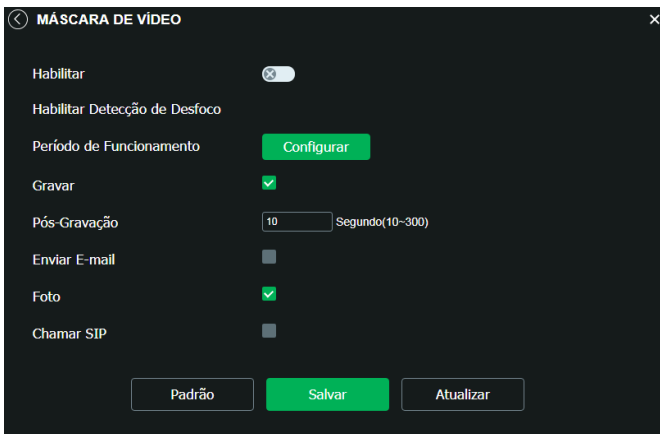 MÁSCARA DE VÍDEO
Habilitar
Habilitar Detecção de Desfoco
Período de Funcionamento Configurar
Gravar
Pós-Gravação 10 Segundo(10~300)
Enviar E-mail
Foto
Chamar SIP
Padrão Salvar Atualizar